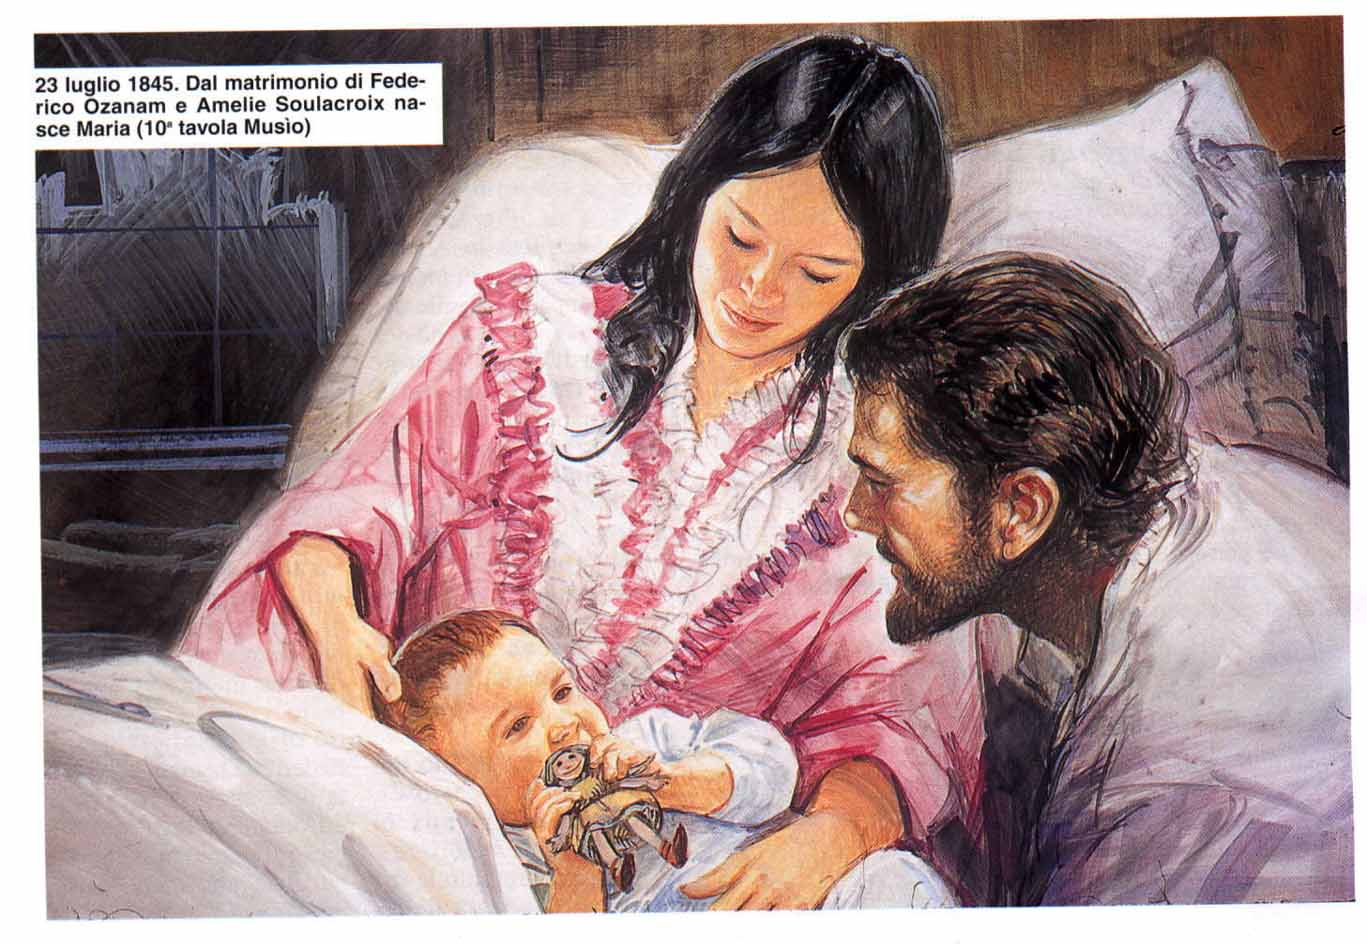 23 luglio 1845. Dal matrimonio di Fede-
rico Ozanam e Amelie Soulacroix na-
sce Maria (10ª tavola Musìo)